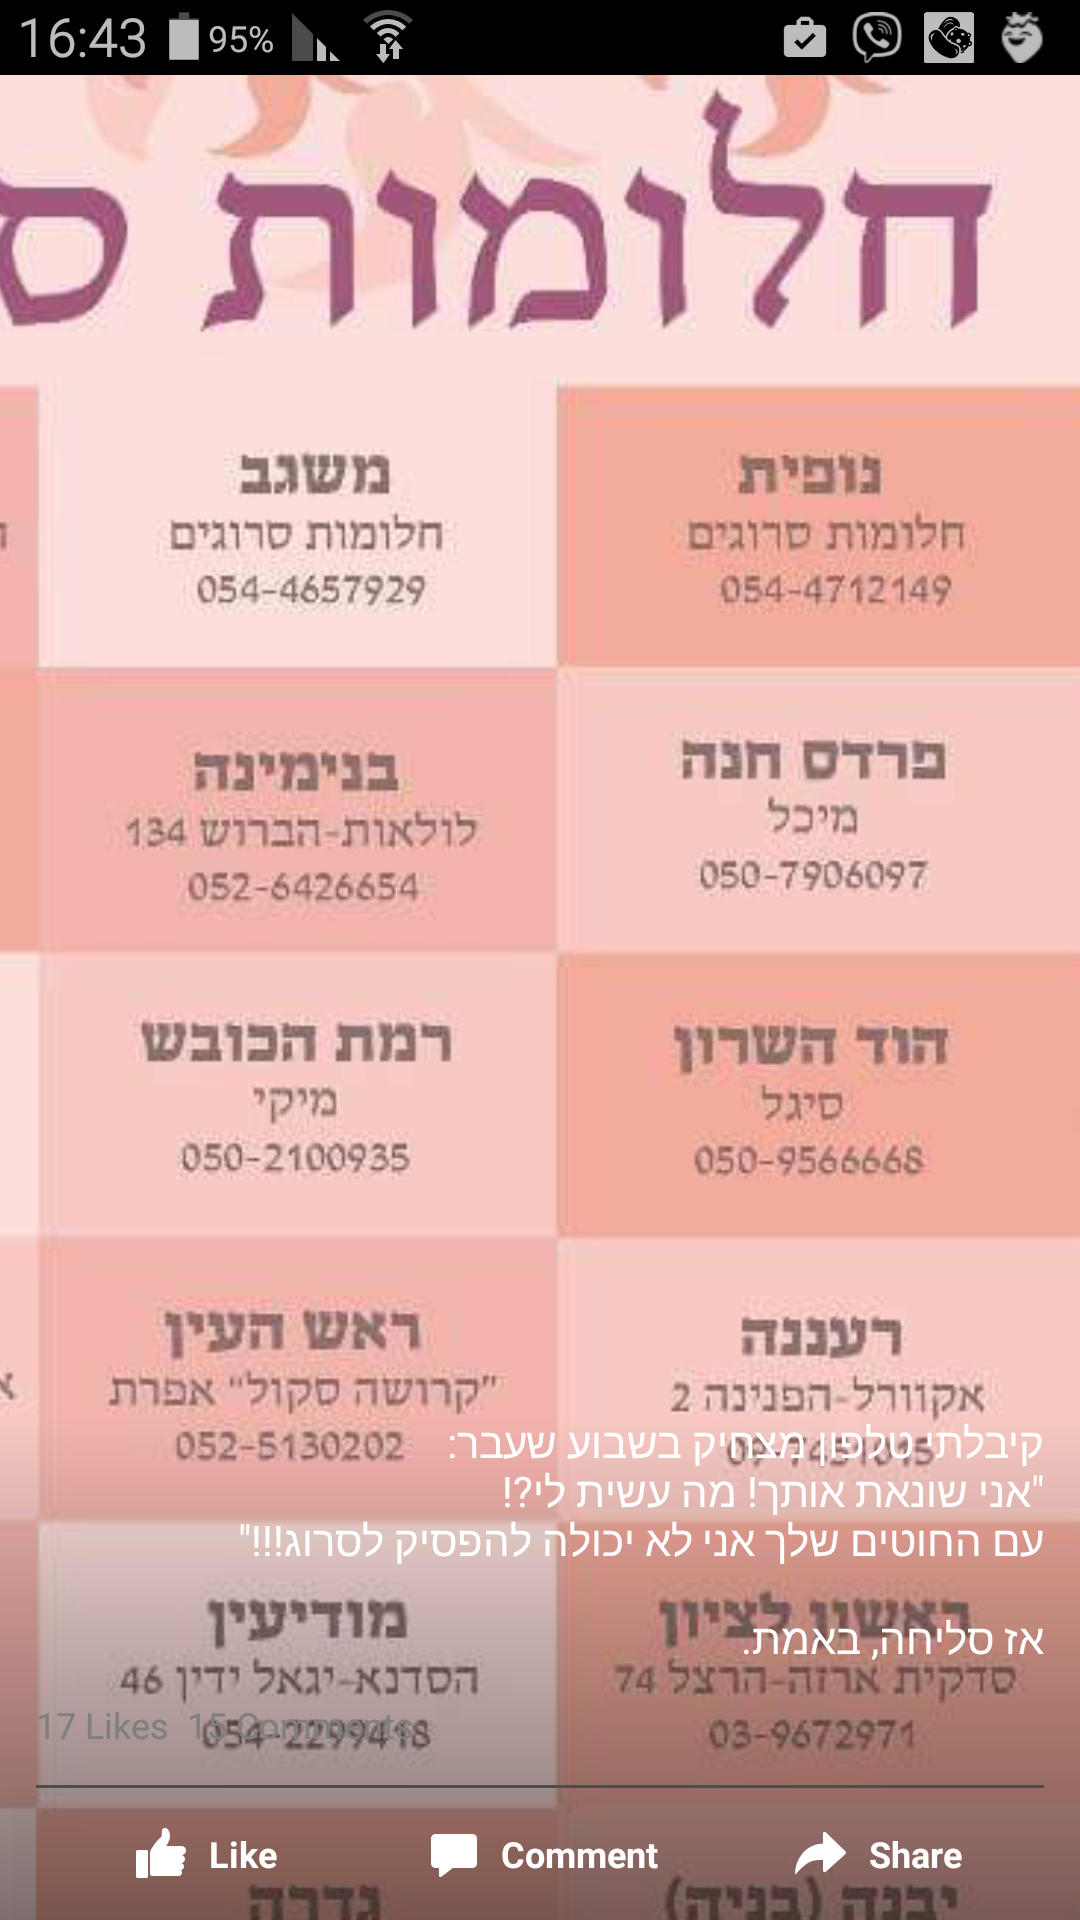 16:43 95%
חלומות ס
נופית
חלומות סרוגים
054-4712149
משגב
חלומות סרוגים
054-4657929
פרדס חנה
מיכל
050-7906097
בנימינה
לולאות-הברוש 134
052-6426654
הוד השרון
סיגל
050-9566668
רמת הכובש
מיקי
050-2100935
רעננה
אקוורל-הפנינה 2
ראש העין
"קרושה סקול" אפרת
052-5130202
קיבלתי טלפון מצחיק בשבוע שעבר:
"אני שונאת אותך! מה עשית לי?!
עם החוטים שלך אני לא יכולה להפסיק לסרוג!!!"
אז סליחה, באמת.
ראשון לציון
סדקית ארזה-הרצל 74
03-9672971
מודיעין
הסדנא-יגאל ידין 46
054-2299418
17 Likes 15 Comments
Like Comment Share
יבנה (בניה)
גדרה